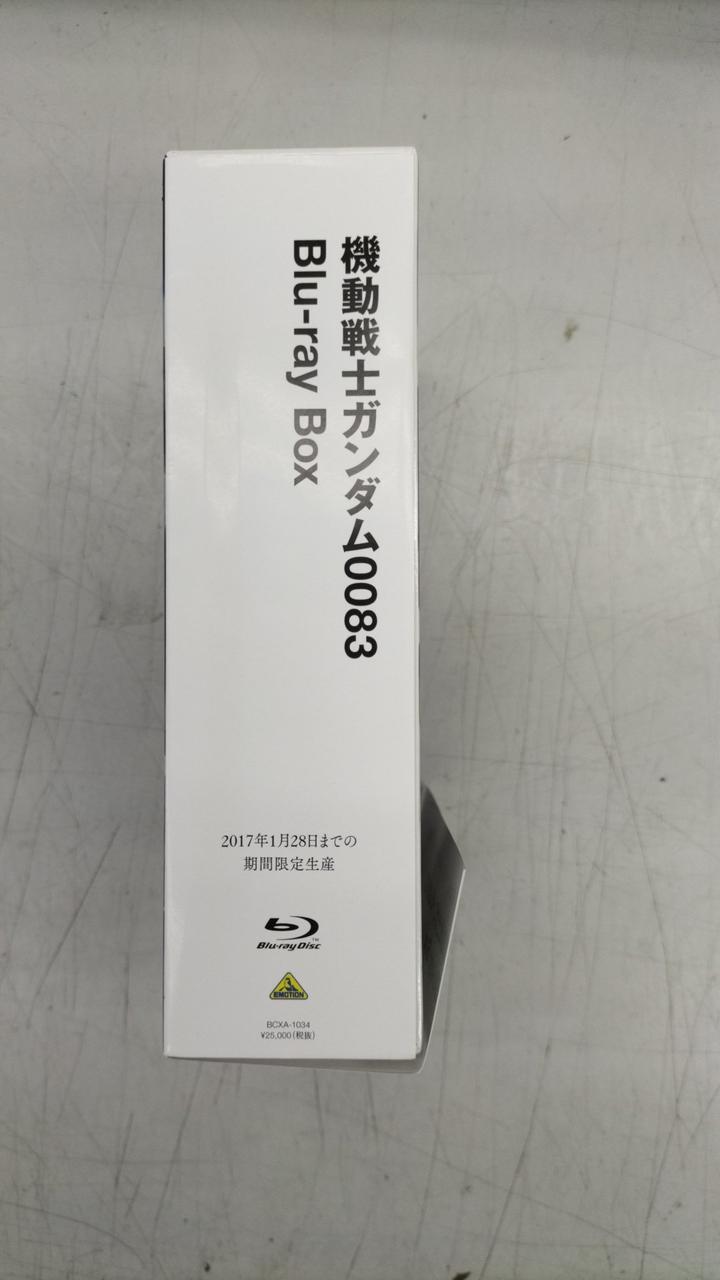 機動戦士ガンダム0083
Blu-ray Box
2017年1月28日までの
期間限定生産
Blu-ray Disc™
EMOTION
BCXA-1034
¥25,000(税抜)